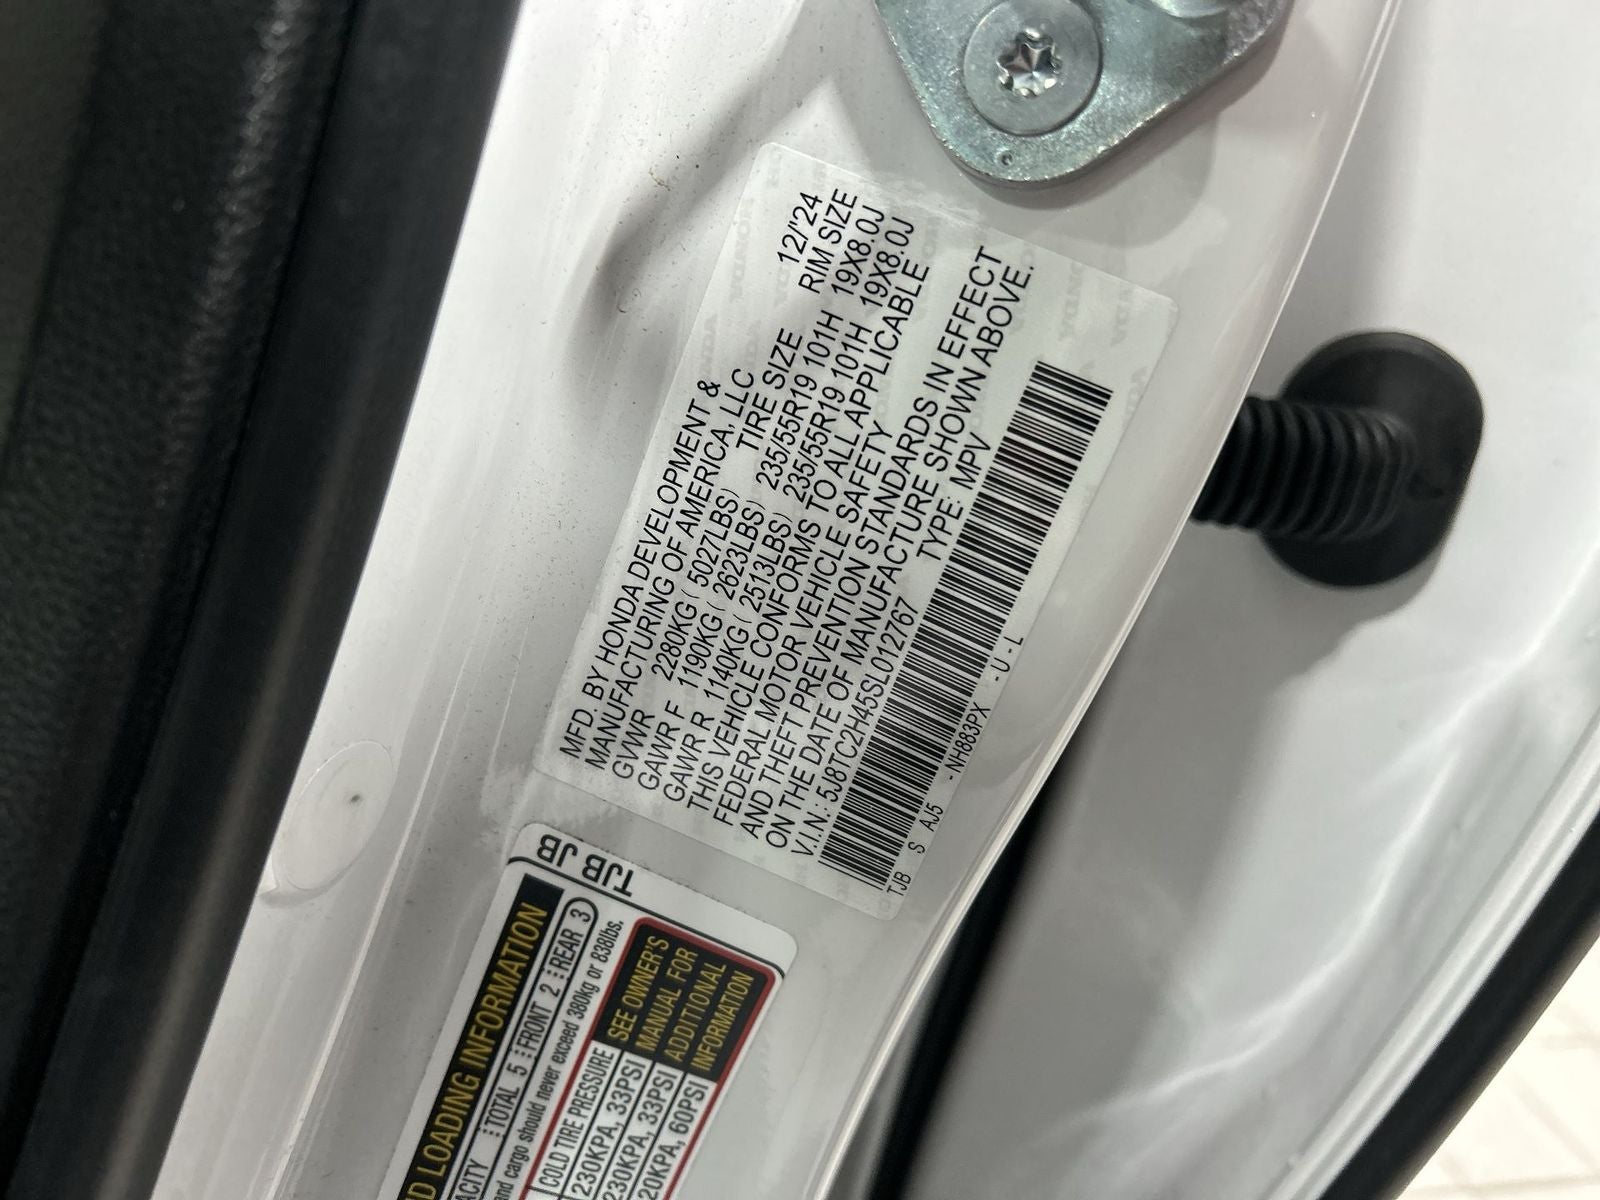 MFD. BY HONDA DEVELOPMENT &
MANUFACTURING OF AMERICA, LLC 12/'24
GVWR 2280KG ( 5027LBS) TIRE SIZE RIM SIZE
GAWR F 1190KG ( 2623LBS) 235/55R19 101H 19X8.0J
GAWR R 1140KG ( 2513LBS) 235/55R19 101H 19X8.0J
THIS VEHICLE CONFORMS TO ALL APPLICABLE
FEDERAL MOTOR VEHICLE SAFETY
AND THEFT PREVENTION STANDARDS IN EFFECT
ON THE DATE OF MANUFACTURE SHOWN ABOVE.
V.I.N.: 5J8TC2H45SL012767 TYPE: MPV
TJB S AJ5 - NH883PX - U - L
TJB JB
D LOADING INFORMATION
ACITY TOTAL 5 FRONT 2 REAR 3
and cargo should never exceed 380kg or 838lbs.
COLD TIRE PRESSURE
230KPA, 33PSI
230KPA, 33PSI
20KPA, 60PSI
SEE OWNER'S
MANUAL FOR
ADDITIONAL
INFORMATION